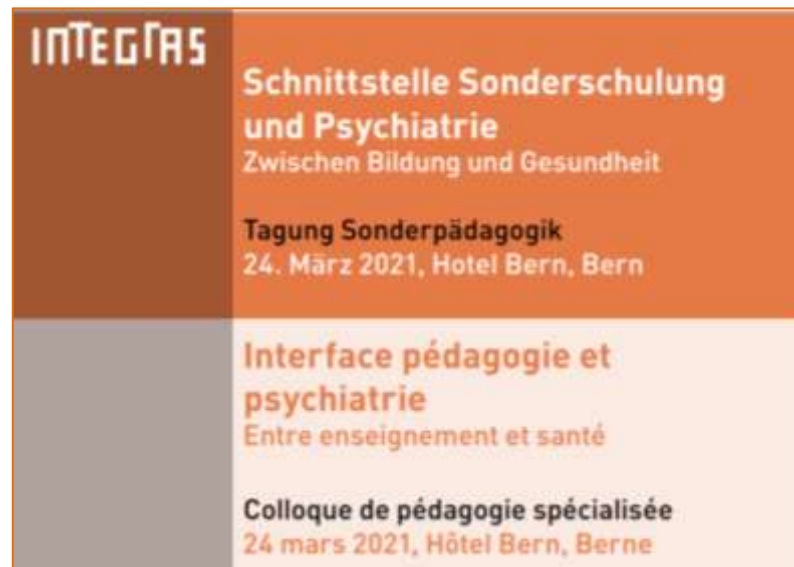 INTEGRAS
Schnittstelle Sonderschulung
und Psychiatrie
Zwischen Bildung und Gesundheit
Tagung Sonderpädagogik
24. März 2021, Hotel Bern, Bern
Interface pédagogie et
psychiatrie
Entre enseignement et santé
Colloque de pédagogie spécialisée
24 mars 2021, Hôtel Bern, Berne